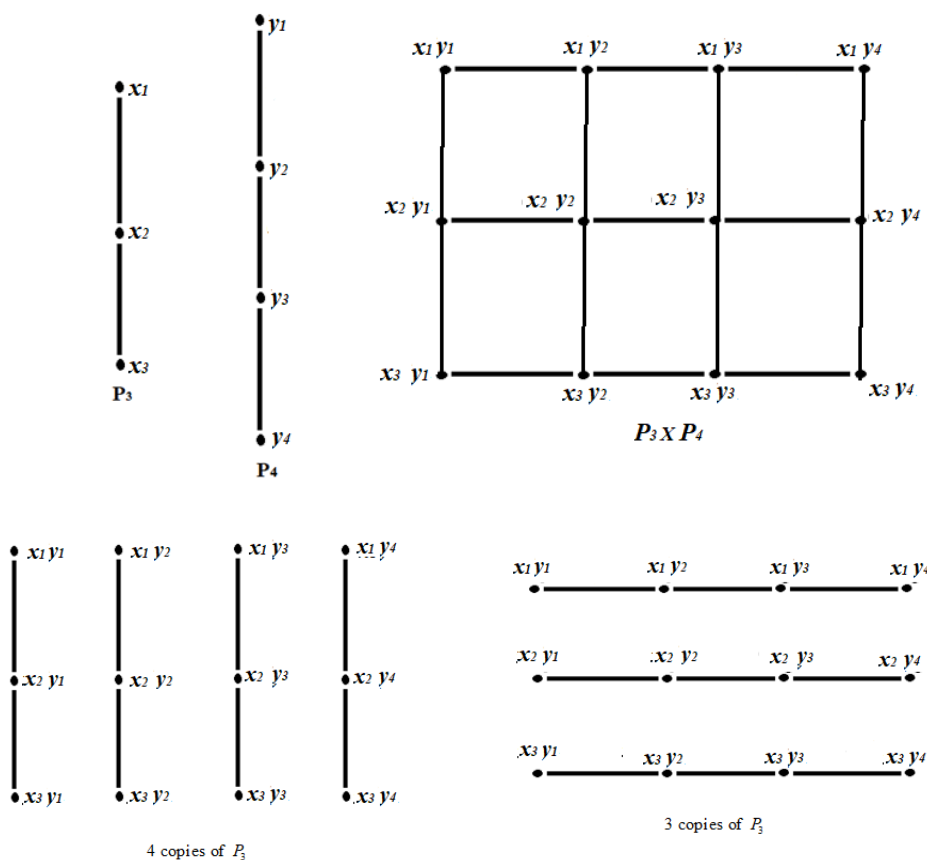 x1
x2
x3
P3
y1
y2
y3
y4
P4
x1 y1 x1 y2 x1 y3 x1 y4
x2 y1 x2 y2 x2 y3 x2 y4
x3 y1 x3 y2 x3 y3 x3 y4
P3 X P4
x1 y1 x1 y2 x1 y3 x1 y4
x2 y1 x2 y2 x2 y3 x2 y4
x3 y1 x3 y2 x3 y3 x3 y4
4 copies of P3
x1 y1 x1 y2 x1 y3 x1 y4
x2 y1 x2 y2 x2 y3 x2 y4
x3 y1 x3 y2 x3 y3 x3 y4
3 copies of P3